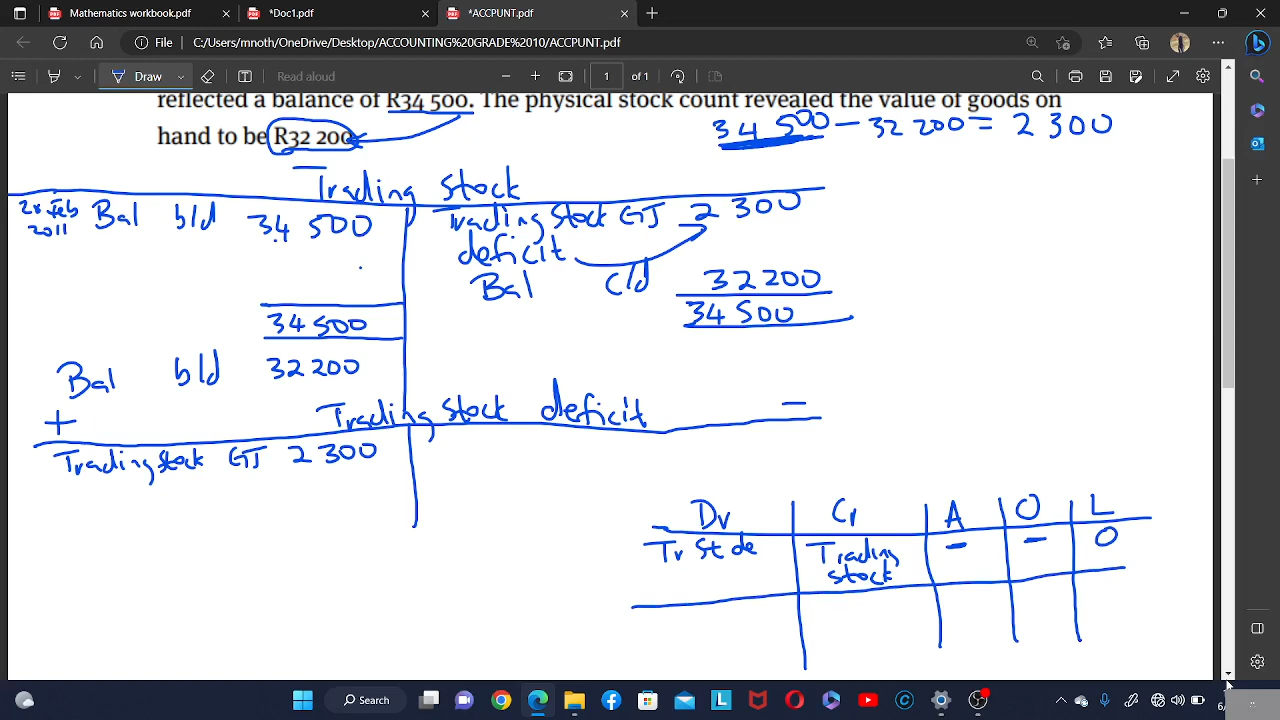 Mathematics workbook.pdf
*Doc1.pdf
*ACCPUNT.pdf
File
C:/Users/mnoth/OneDrive/Desktop/ACCOUNTING%20GRADE%2010/ACCPUNT.pdf
Draw
Read aloud
1
of 1
reflected a balance of R34 500. The physical stock count revealed the value of goods on
hand to be R32 200
34 500 - 32 200 = 2 300
Trading stock
28 Feb 2011 Bal b/d 34 500
Trading stock GJ 2 300
deficit
Bal c/d 32 200
34 500
34 500
Bal b/d 32 200
+ Trading stock deficit -
Trading stock GJ 2 300
Dr Cr A O L
Tr St de Trading stock - - 0
Search